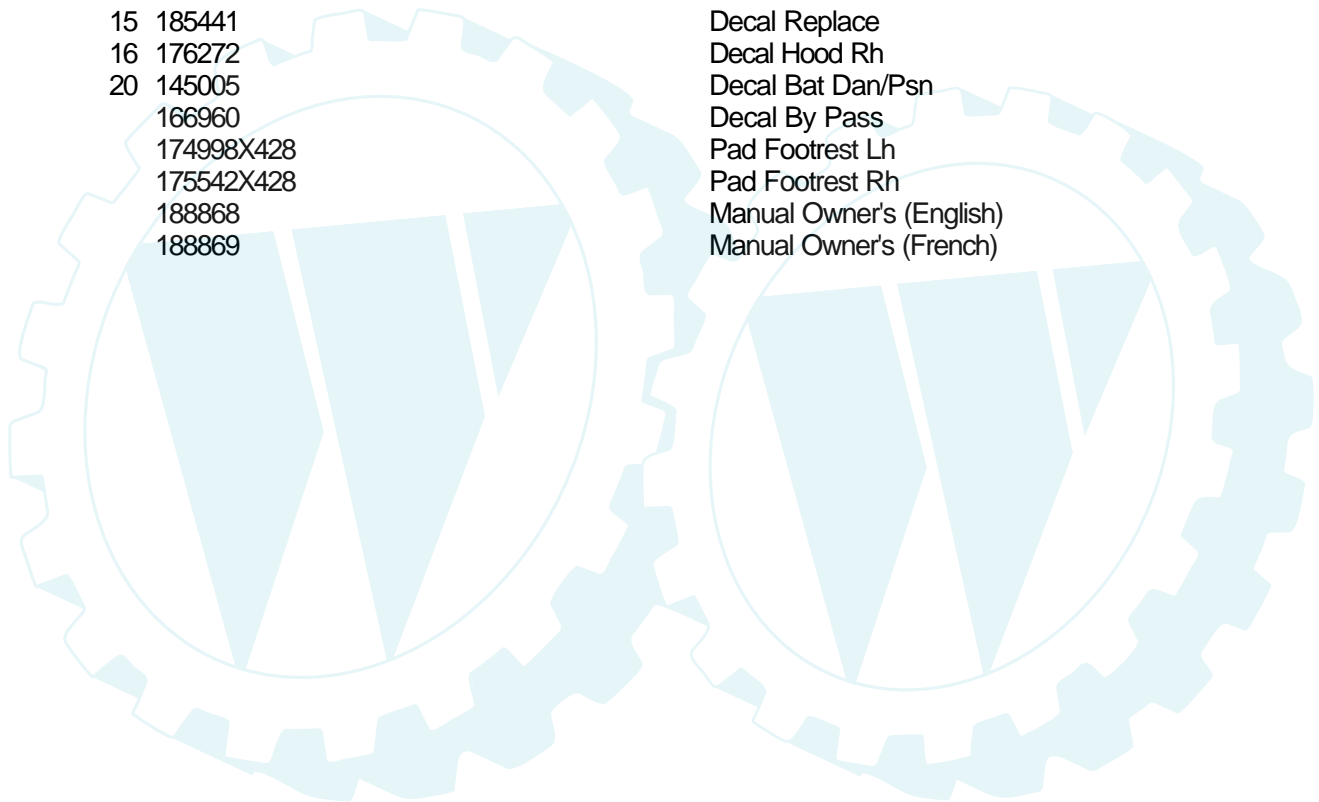 15 185441 Decal Replace
16 176272 Decal Hood Rh
20 145005 Decal Bat Dan/Psn
166960 Decal By Pass
174998X428 Pad Footrest Lh
175542X428 Pad Footrest Rh
188868 Manual Owner's (English)
188869 Manual Owner's (French)